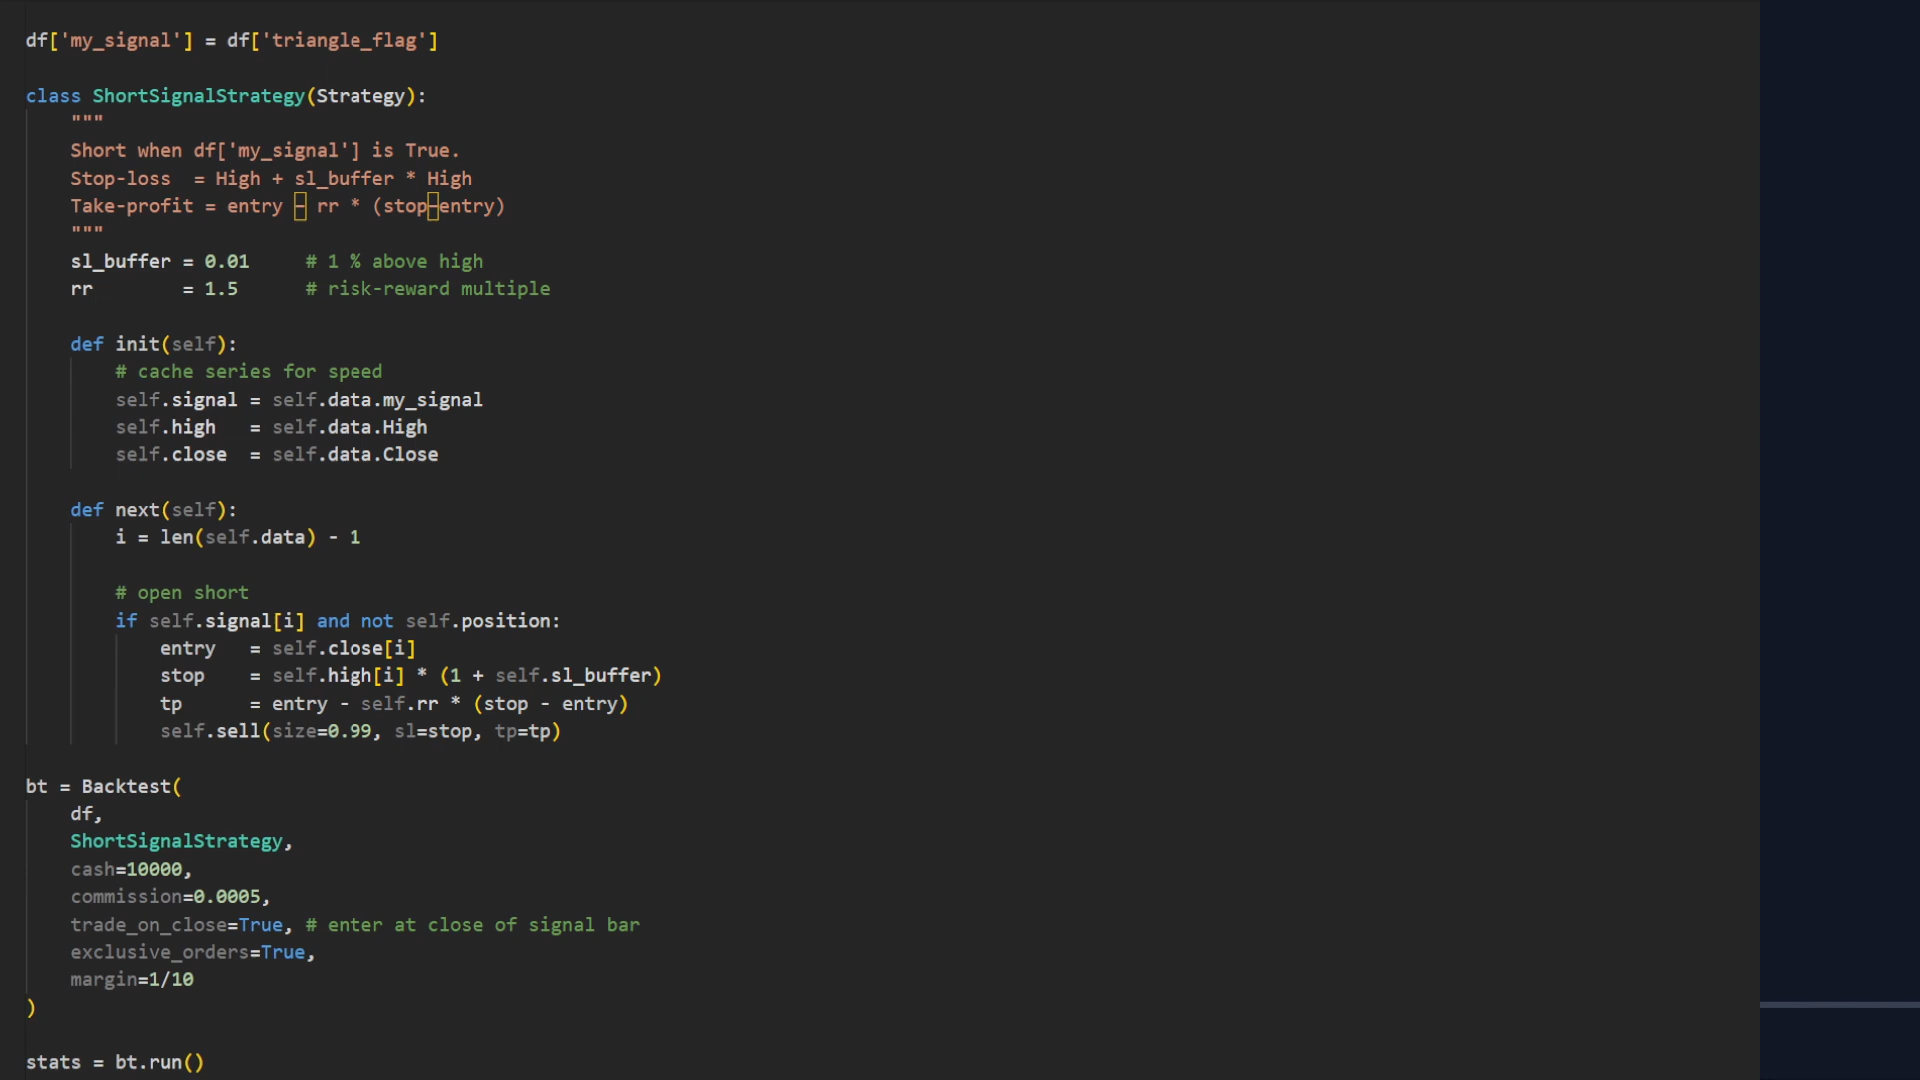 df['my_signal'] = df['triangle_flag']
class ShortSignalStrategy(Strategy):
    """
    Short when df['my_signal'] is True.
    Stop-loss  = High + sl_buffer * High
    Take-profit = entry – rr * (stop–entry)
    """
    sl_buffer = 0.01     # 1 % above high
    rr        = 1.5      # risk-reward multiple
    def init(self):
        # cache series for speed
        self.signal = self.data.my_signal
        self.high   = self.data.High
        self.close  = self.data.Close
    def next(self):
        i = len(self.data) - 1
        # open short
        if self.signal[i] and not self.position:
            entry   = self.close[i]
            stop    = self.high[i] * (1 + self.sl_buffer)
            tp      = entry - self.rr * (stop - entry)
            self.sell(size=0.99, sl=stop, tp=tp)
bt = Backtest(
    df,
    ShortSignalStrategy,
    cash=10000,
    commission=0.0005,
    trade_on_close=True, # enter at close of signal bar
    exclusive_orders=True,
    margin=1/10
)
stats = bt.run()